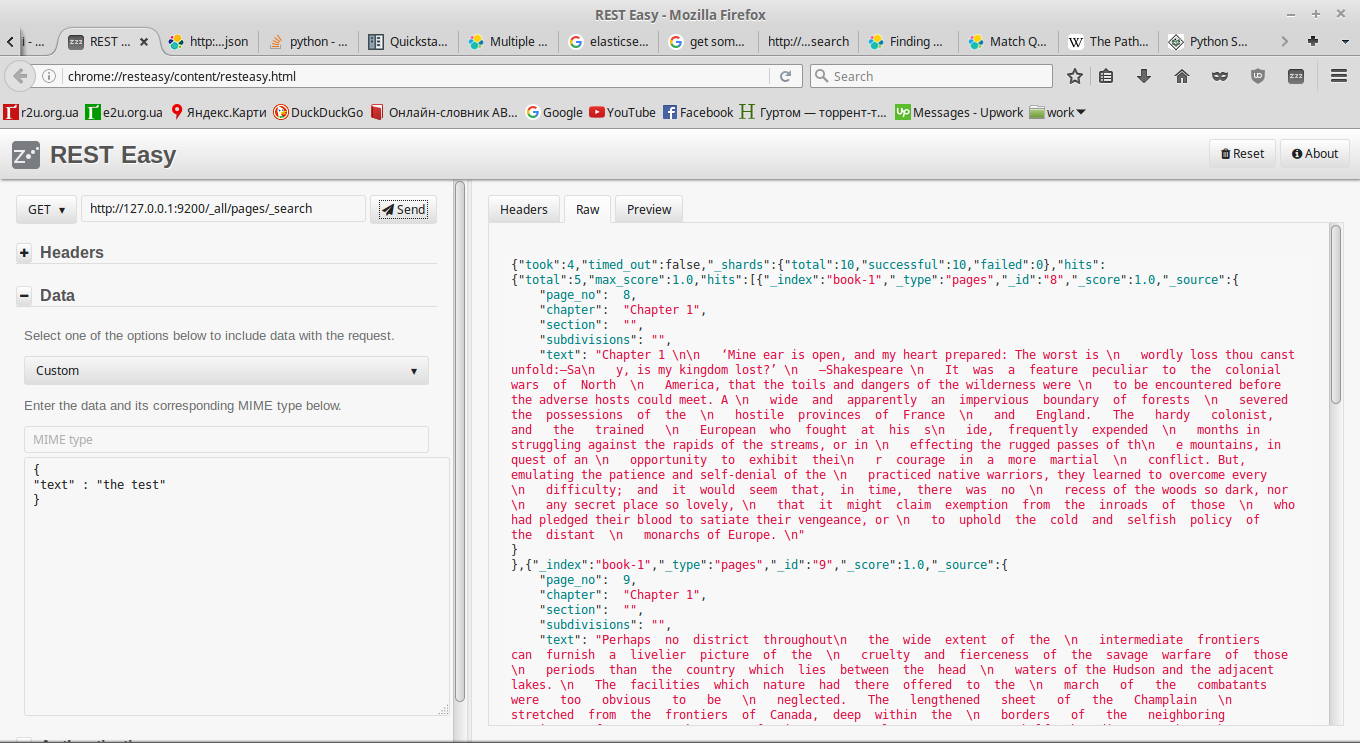 REST Easy - Mozilla Firefox
i - ...
REST ...
http:...json
python - ...
Quicksta...
Multiple ...
elasticse...
get som...
http://...search
Finding ...
Match Q...
The Path...
Python S...
chrome://resteasy/content/resteasy.html
Search
r2u.org.ua
e2u.org.ua
Яндекс.Карти
DuckDuckGo
Онлайн-словник АВ...
Google
YouTube
Facebook
Гуртом — торрент-т...
Messages - Upwork
work
REST Easy
Reset
About
GET
http://127.0.0.1:9200/_all/pages/_search
Send
Headers
Data
Select one of the options below to include data with the request.
Custom
Enter the data and its corresponding MIME type below.
MIME type
{
"text" : "the test"
}
Headers
Raw
Preview
{"took":4,"timed_out":false,"_shards":{"total":10,"successful":10,"failed":0},"hits":
{"total":5,"max_score":1.0,"hits":[{"_index":"book-1","_type":"pages","_id":"8","_score":1.0,"_source":{
"page_no":  8,
"chapter":  "Chapter 1",
"section":  "",
"subdivisions": "",
"text": "Chapter 1 \n\n   ‘Mine ear is open, and my heart prepared: The worst is \n   wordly loss thou canst
unfold:—Sa\n   y, is my kingdom lost?’ \n   —Shakespeare \n   It  was  a  feature  peculiar  to  the  colonial
wars  of  North  \n   America, that the toils and dangers of the wilderness were \n   to be encountered before
the adverse hosts could meet. A \n   wide  and  apparently  an  impervious  boundary  of  forests  \n   severed
the  possessions  of  the  \n   hostile  provinces  of  France  \n   and   England.   The   hardy   colonist,
and   the   trained   \n   European  who  fought  at  his  s\n   ide,  frequently  expended  \n   months in
struggling against the rapids of the streams, or in \n   effecting the rugged passes of th\n   e mountains, in
quest of an \n   opportunity  to  exhibit  thei\n   r  courage  in  a  more  martial  \n   conflict. But,
emulating the patience and self-denial of the \n   practiced native warriors, they learned to overcome every
\n   difficulty;  and  it  would  seem  that,  in  time,  there  was  no  \n   recess of the woods so dark, nor
\n   any secret place so lovely, \n   that  it  might  claim  exemption  from  the  inroads  of  those  \n   who
had pledged their blood to satiate their vengeance, or \n   to  uphold  the  cold  and  selfish  policy  of
the  distant  \n   monarchs of Europe. \n"
}
},{"_index":"book-1","_type":"pages","_id":"9","_score":1.0,"_source":{
"page_no":  9,
"chapter":  "Chapter 1",
"section":  "",
"subdivisions": "",
"text": "Perhaps  no  district  throughout\n   the  wide  extent  of  the  \n   intermediate  frontiers
can  furnish  a  livelier  picture  of  the  \n   cruelty  and  fierceness  of  the  savage  warfare  of  those
\n   periods  than  the  country  which  lies  between  the  head  \n   waters of the Hudson and the adjacent
lakes. \n   The  facilities  which  nature  had  there  offered  to  the \n   march   of   the   combatants
were   too   obvious   to   be   \n   neglected.   The   lengthened   sheet   of   the   Champlain   \n
stretched  from  the  frontiers  of  Canada,  deep  within  the  \n   borders  of  the  neighboring